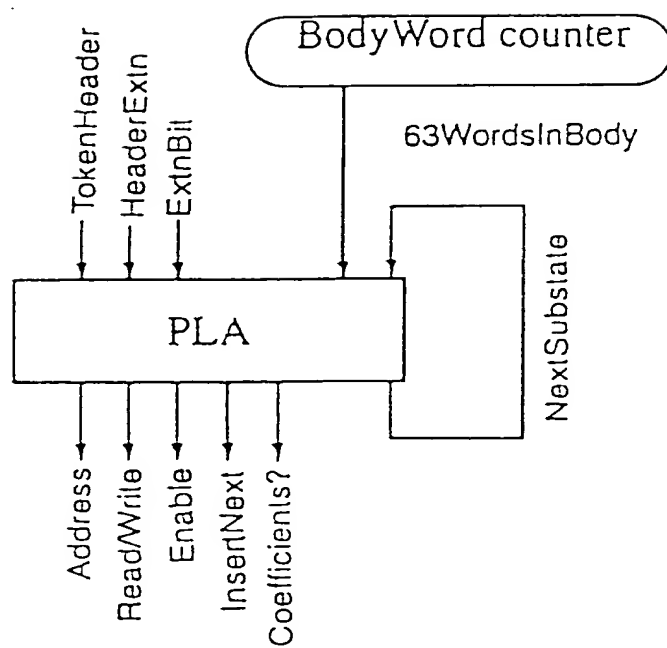 BodyWord counter
63WordsInBody
TokenHeader
HeaderExtn
ExtnBit
PLA
NextSubstate
Address
Read/Write
Enable
InsertNext
Coefficients?